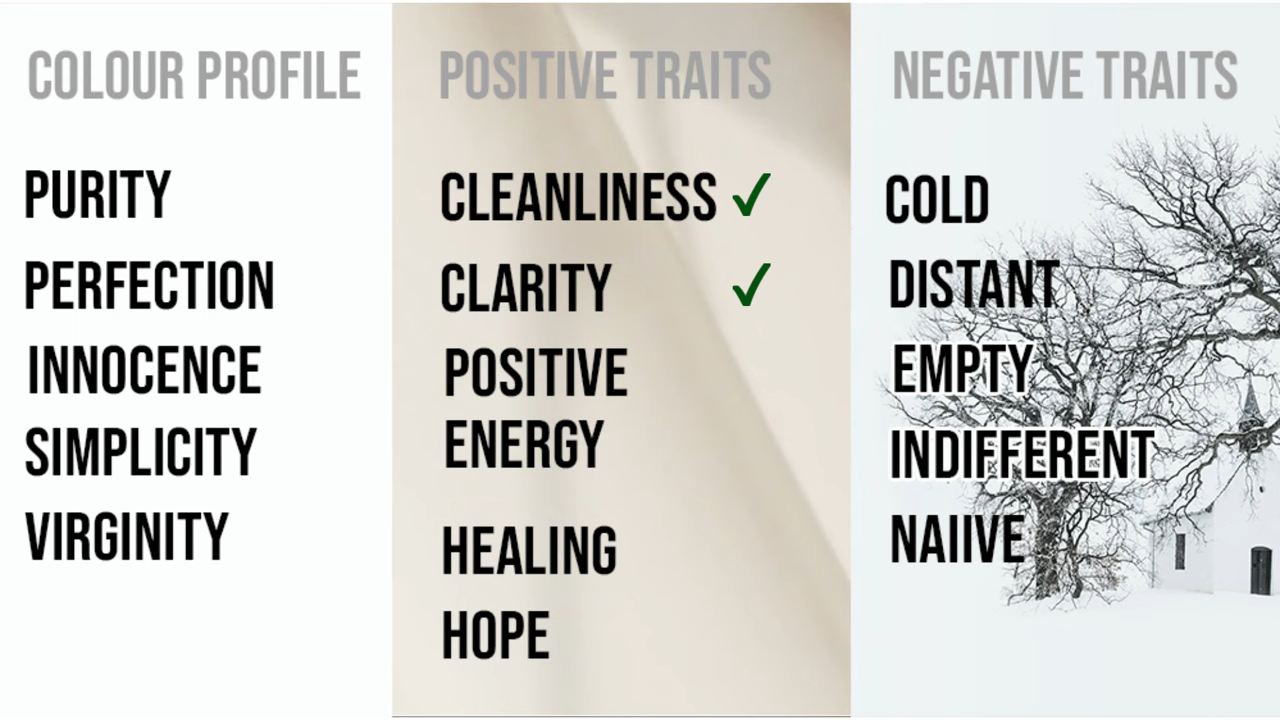 COLOUR PROFILE
PURITY
PERFECTION
INNOCENCE
SIMPLICITY
VIRGINITY
POSITIVE TRAITS
CLEANLINESS ✓
CLARITY ✓
POSITIVE
ENERGY
HEALING
HOPE
NEGATIVE TRAITS
COLD
DISTANT
EMPTY
INDIFFERENT
NAIIVE